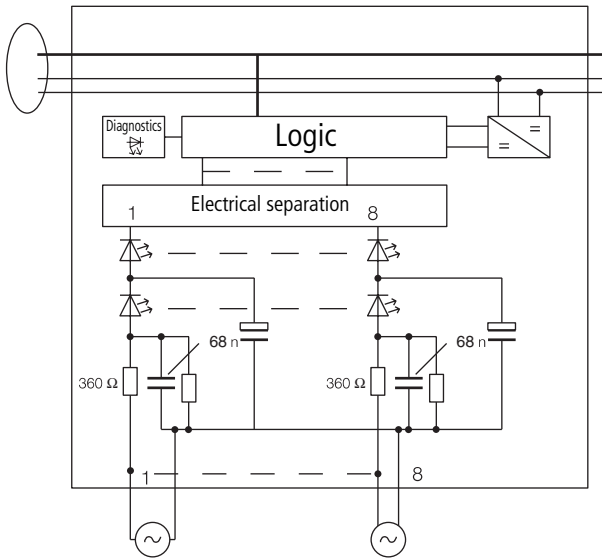 Diagnostics
Logic
=
=
Electrical separation
1
8
68 n
68 n
360 Ω
360 Ω
1
8
~
~